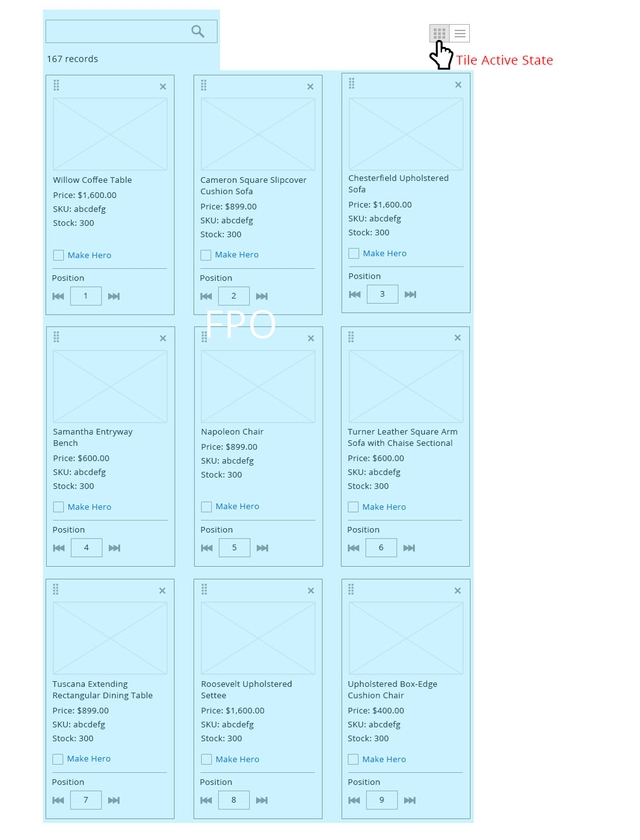 167 records
Tile Active State
Willow Coffee Table
Price: $1,600.00
SKU: abcdefg
Stock: 300
Make Hero
Position
1
Cameron Square Slipcover
Cushion Sofa
Price: $899.00
SKU: abcdefg
Stock: 300
Make Hero
Position
2
Chesterfield Upholstered
Sofa
Price: $1,600.00
SKU: abcdefg
Stock: 300
Make Hero
Position
3
FPO
Samantha Entryway
Bench
Price: $600.00
SKU: abcdefg
Stock: 300
Make Hero
Position
4
Napoleon Chair
Price: $899.00
SKU: abcdefg
Stock: 300
Make Hero
Position
5
Turner Leather Square Arm
Sofa with Chaise Sectional
Price: $600.00
SKU: abcdefg
Stock: 300
Make Hero
Position
6
Tuscana Extending
Rectangular Dining Table
Price: $899.00
SKU: abcdefg
Stock: 300
Make Hero
Position
7
Roosevelt Upholstered
Settee
Price: $1,600.00
SKU: abcdefg
Stock: 300
Make Hero
Position
8
Upholstered Box-Edge
Cushion Chair
Price: $400.00
SKU: abcdefg
Stock: 300
Make Hero
Position
9